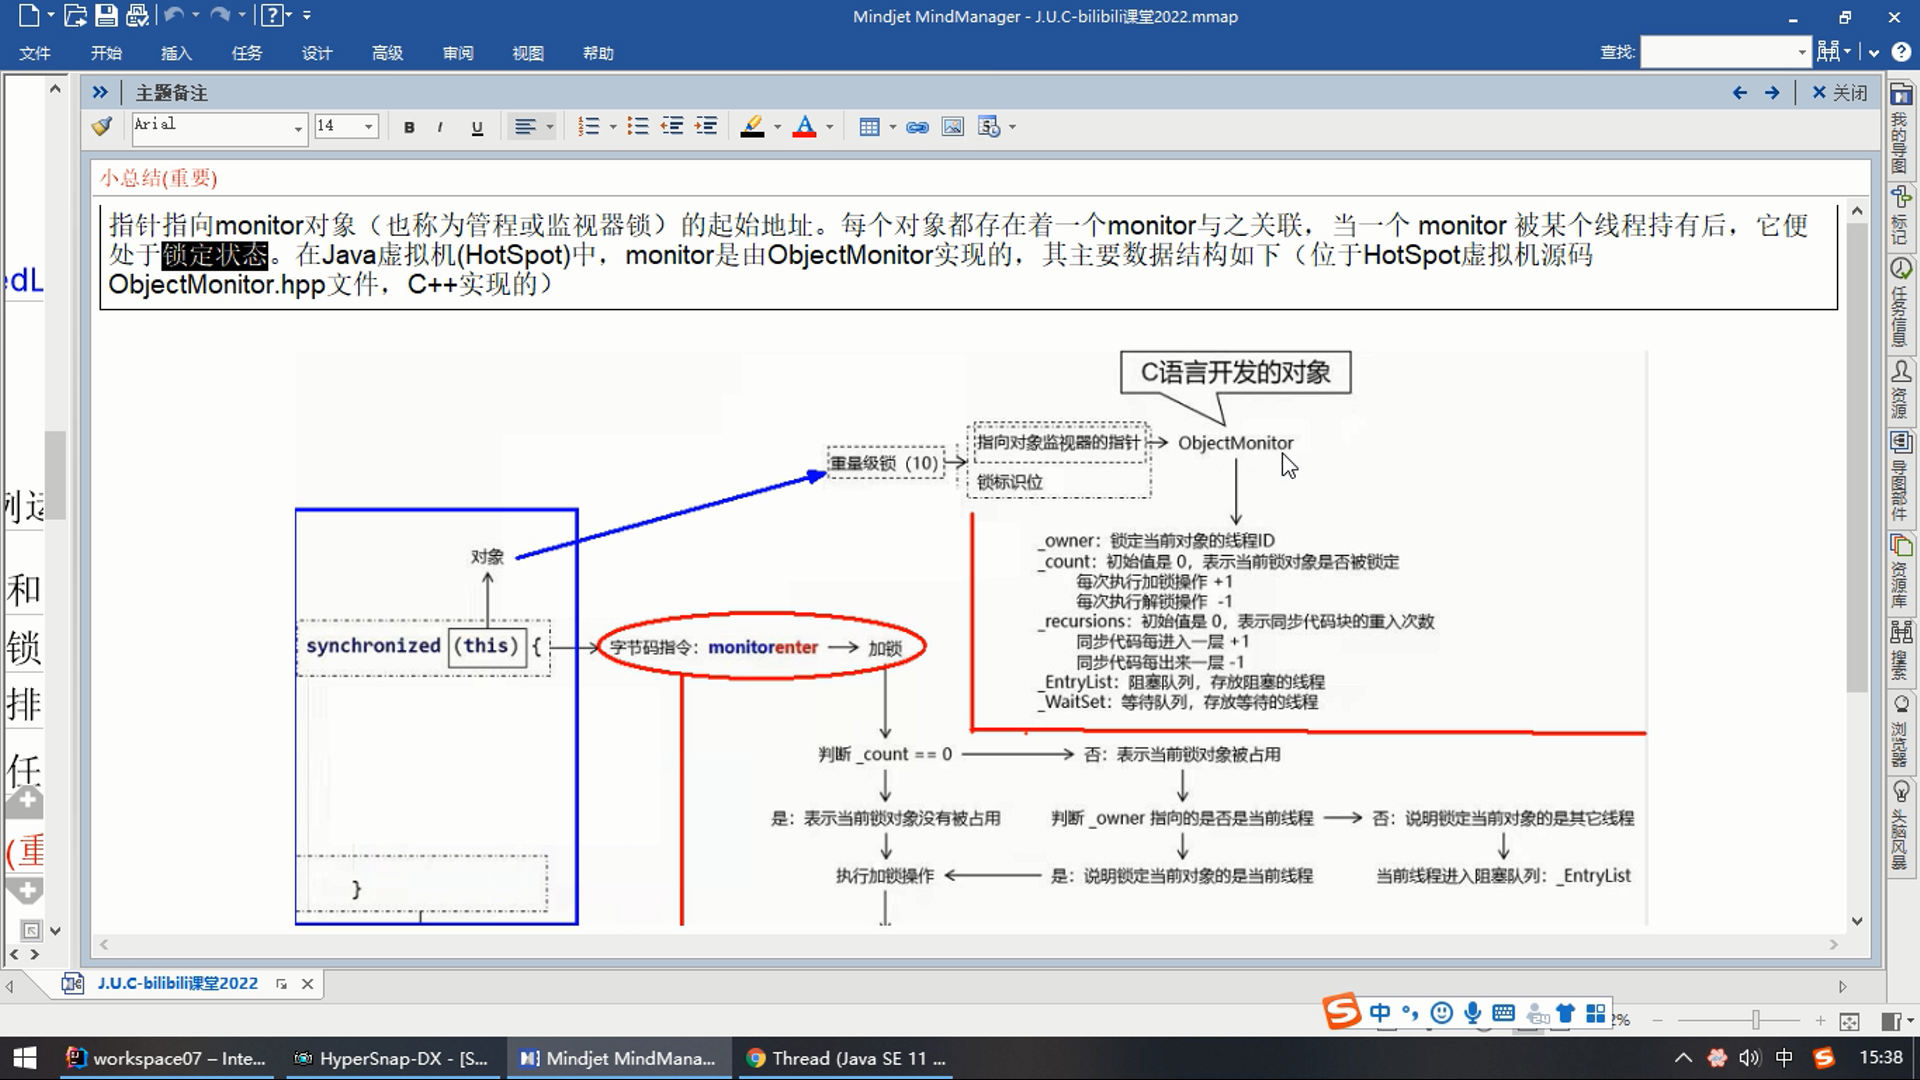 Mindjet MindManager - J.U.C-bilibili课堂2022.mmap
文件 开始 插入 任务 设计 高级 审阅 视图 帮助
查找:
主题备注
关闭
Arial 14
B I U
小总结(重要)
指针指向monitor对象（也称为管程或监视器锁）的起始地址。每个对象都存在着一个monitor与之关联，当一个 monitor 被某个线程持有后，它便
处于锁定状态。在Java虚拟机(HotSpot)中，monitor是由ObjectMonitor实现的，其主要数据结构如下（位于HotSpot虚拟机源码
ObjectMonitor.hpp文件，C++实现的）
C语言开发的对象
重量级锁（10）
指向对象监视器的指针
ObjectMonitor
锁标识位
_owner：锁定当前对象的线程ID
_count：初始值是 0，表示当前锁对象是否被锁定
每次执行加锁操作 +1
每次执行解锁操作 -1
_recursions：初始值是 0，表示同步代码块的重入次数
同步代码每进入一层 +1
同步代码每出来一层 -1
_EntryList：阻塞队列，存放阻塞的线程
_WaitSet：等待队列，存放等待的线程
对象
synchronized (this) {
字节码指令：monitorenter
加锁
判断 _count == 0
否：表示当前锁对象被占用
是：表示当前锁对象没有被占用
判断 _owner 指向的是否是当前线程
否：说明锁定当前对象的是其它线程
执行加锁操作
是：说明锁定当前对象的是当前线程
当前线程进入阻塞队列：_EntryList
}
edL
例运
和
锁
排
任
(重
我的导图
标记
任务信息
资源
导图部件
资源库
搜索
浏览器
头脑风暴
J.U.C-bilibili课堂2022
中
2%
workspace07 – Inte...
HyperSnap-DX - [S...
Mindjet MindMana...
Thread (Java SE 11 ...
中
15:38